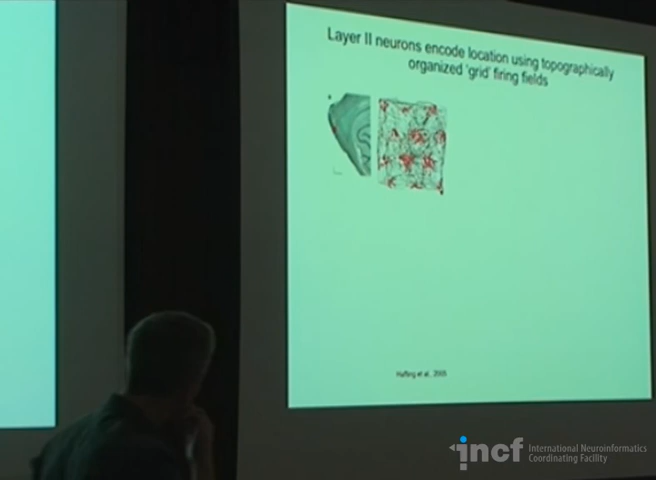 Layer II neurons encode location using topographically
organized 'grid' firing fields
Hafting et al., 2005
incf International Neuroinformatics
Coordinating Facility